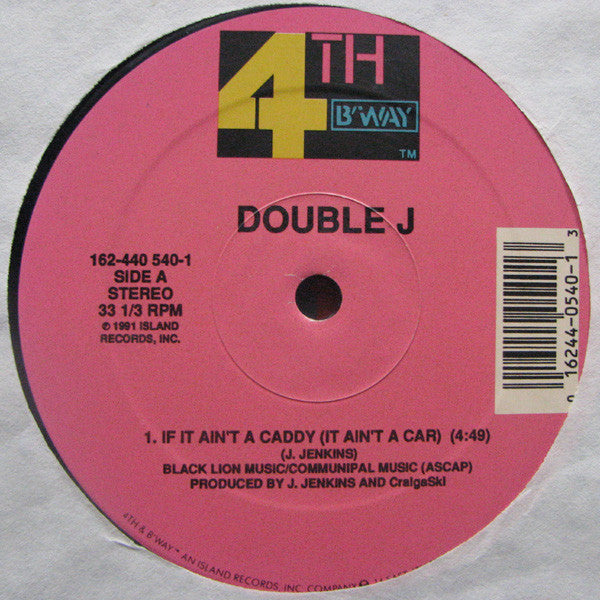 4TH
B'WAY
TM
DOUBLE J
162-440 540-1
SIDE A
STEREO
33 1/3 RPM
℗ 1991 ISLAND
RECORDS, INC.
16244-0540-1 3
1. IF IT AIN'T A CADDY (IT AIN'T A CAR) (4:49)
(J. JENKINS)
BLACK LION MUSIC/COMMUNIPAL MUSIC (ASCAP)
PRODUCED BY J. JENKINS AND CraigaSki
4TH & B'WAY™ AN ISLAND RECORDS, INC. COMPANY